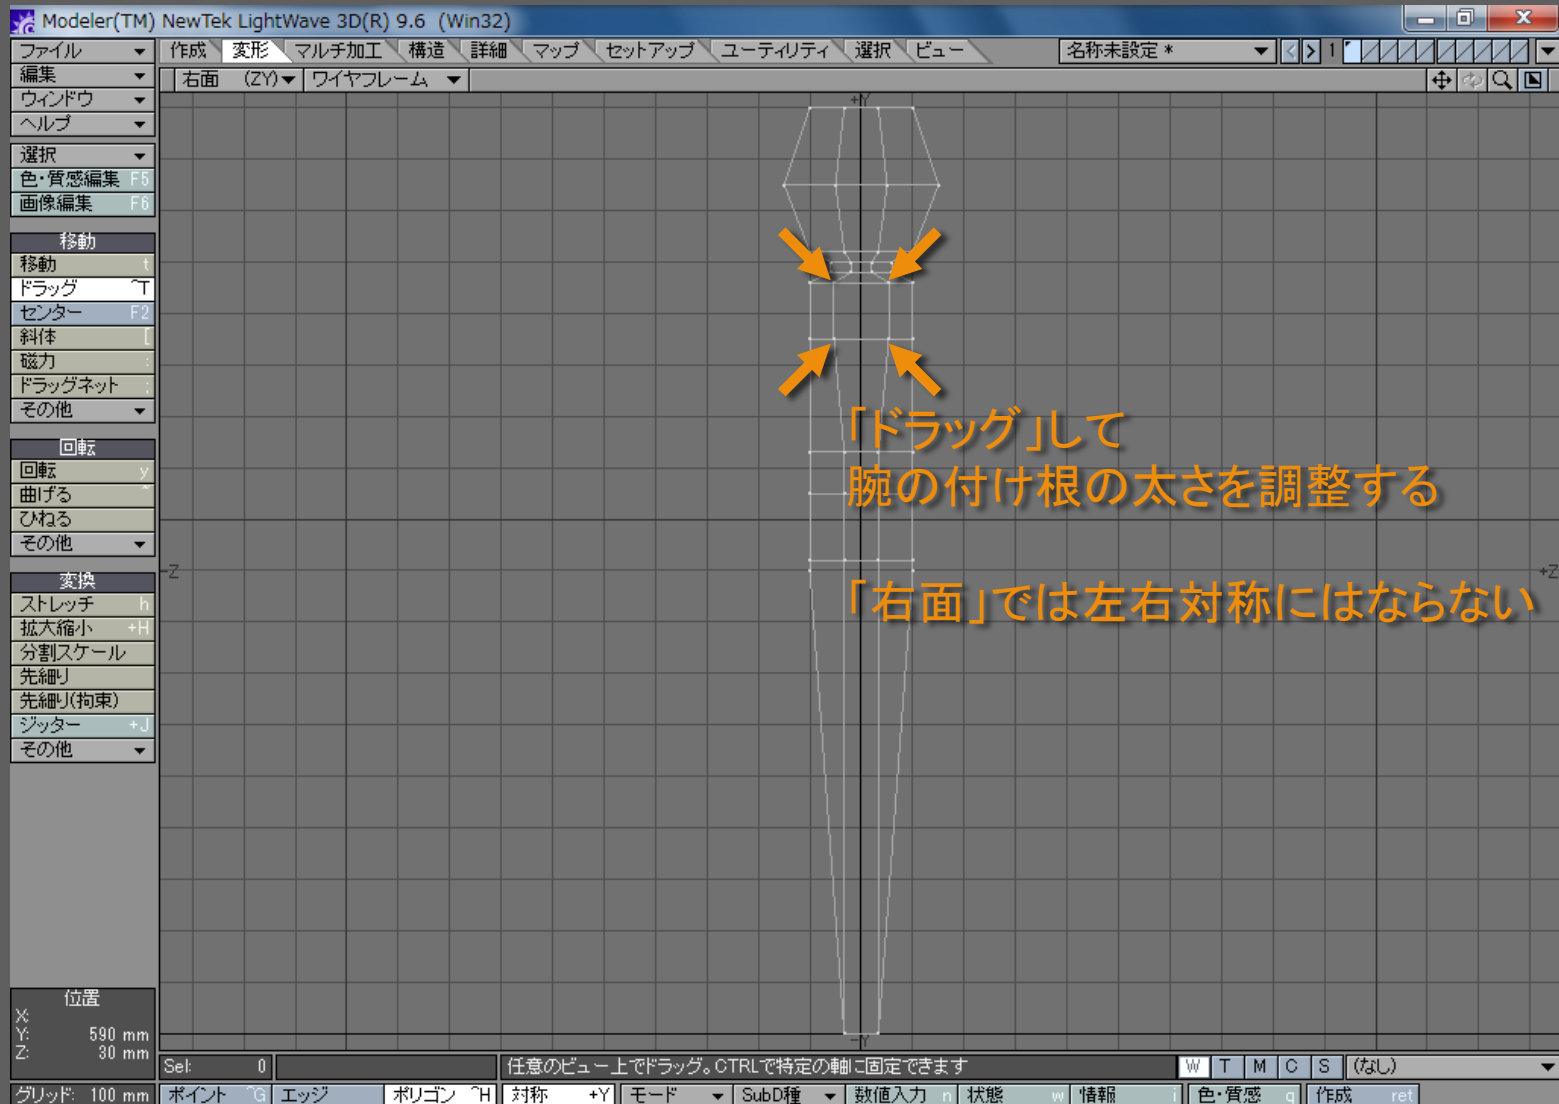 Modeler(TM) NewTek LightWave 3D(R) 9.6 (Win32)
ファイル
編集
ウィンドウ
ヘルプ
作成 変形 マルチ加工 構造 詳細 マップ セットアップ ユーティリティ 選択 ビュー
名称未設定 *
1
右面 (ZY) ワイヤフレーム
選択
色・質感編集 F5
画像編集 F6
移動
移動 t
ドラッグ ^T
センター F2
斜体 [
磁力 :
ドラッグネット ;
その他
回転
回転 y
曲げる ~
ひねる
その他
変換
ストレッチ h
拡大縮小 +H
分割スケール
先細り
先細り(拘束)
ジッター +J
その他
+Y
-Z
+Z
-Y
「ドラッグ」して
腕の付け根の太さを調整する
「右面」では左右対称にはならない
位置
X:
Y: 590 mm
Z: 30 mm
グリッド: 100 mm
Sel: 0
任意のビュー上でドラッグ。CTRLで特定の軸に固定できます
W T M C S (なし)
ポイント ^G エッジ ポリゴン ^H 対称 +Y モード SubD種 数値入力 n 状態 w 情報 i 色・質感 q 作成 ret